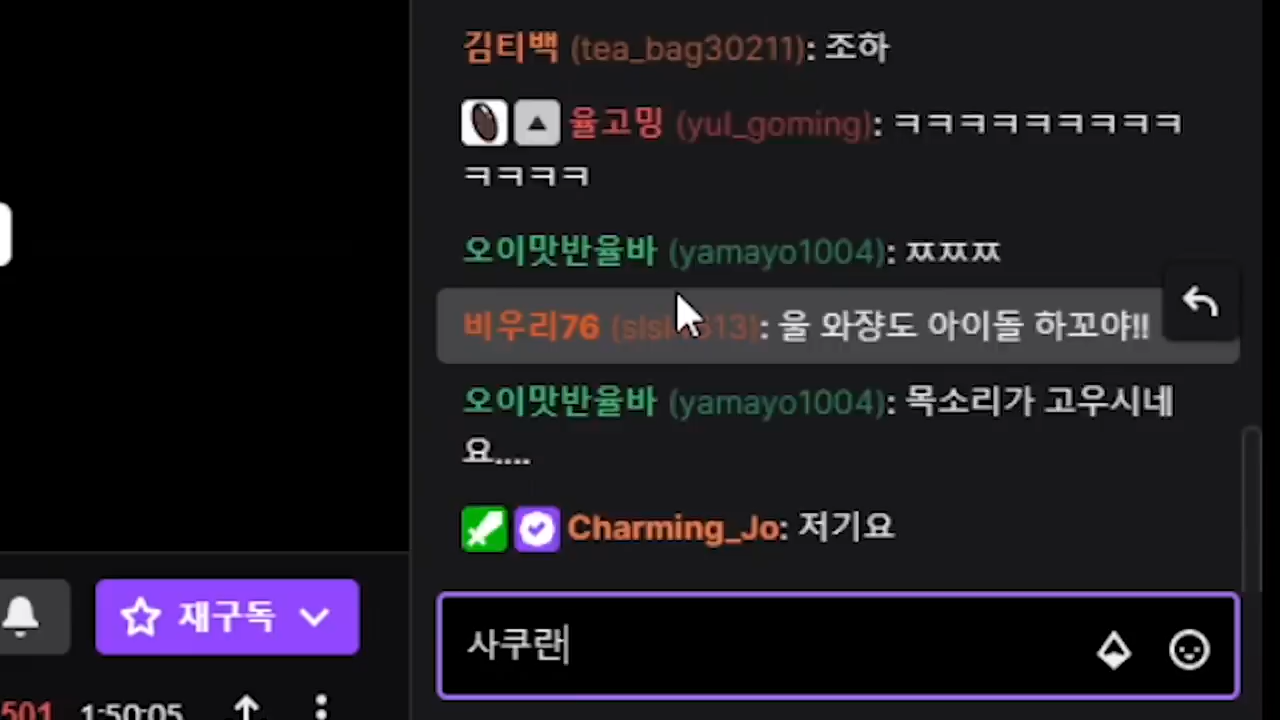 김티백 (tea_bag30211): 조하
율고밍 (yul_goming): ㅋㅋㅋㅋㅋㅋㅋㅋㅋㅋ
ㅋㅋㅋㅋ
오이맛반율바 (yamayo1004): ㅉㅉㅉ
비우리76 : 울 와쟝도 아이돌 하꼬야!!
오이맛반율바 (yamayo1004): 목소리가 고우시네
요....
Charming_Jo: 저기요
사쿠란
재구독
501 1:50:05